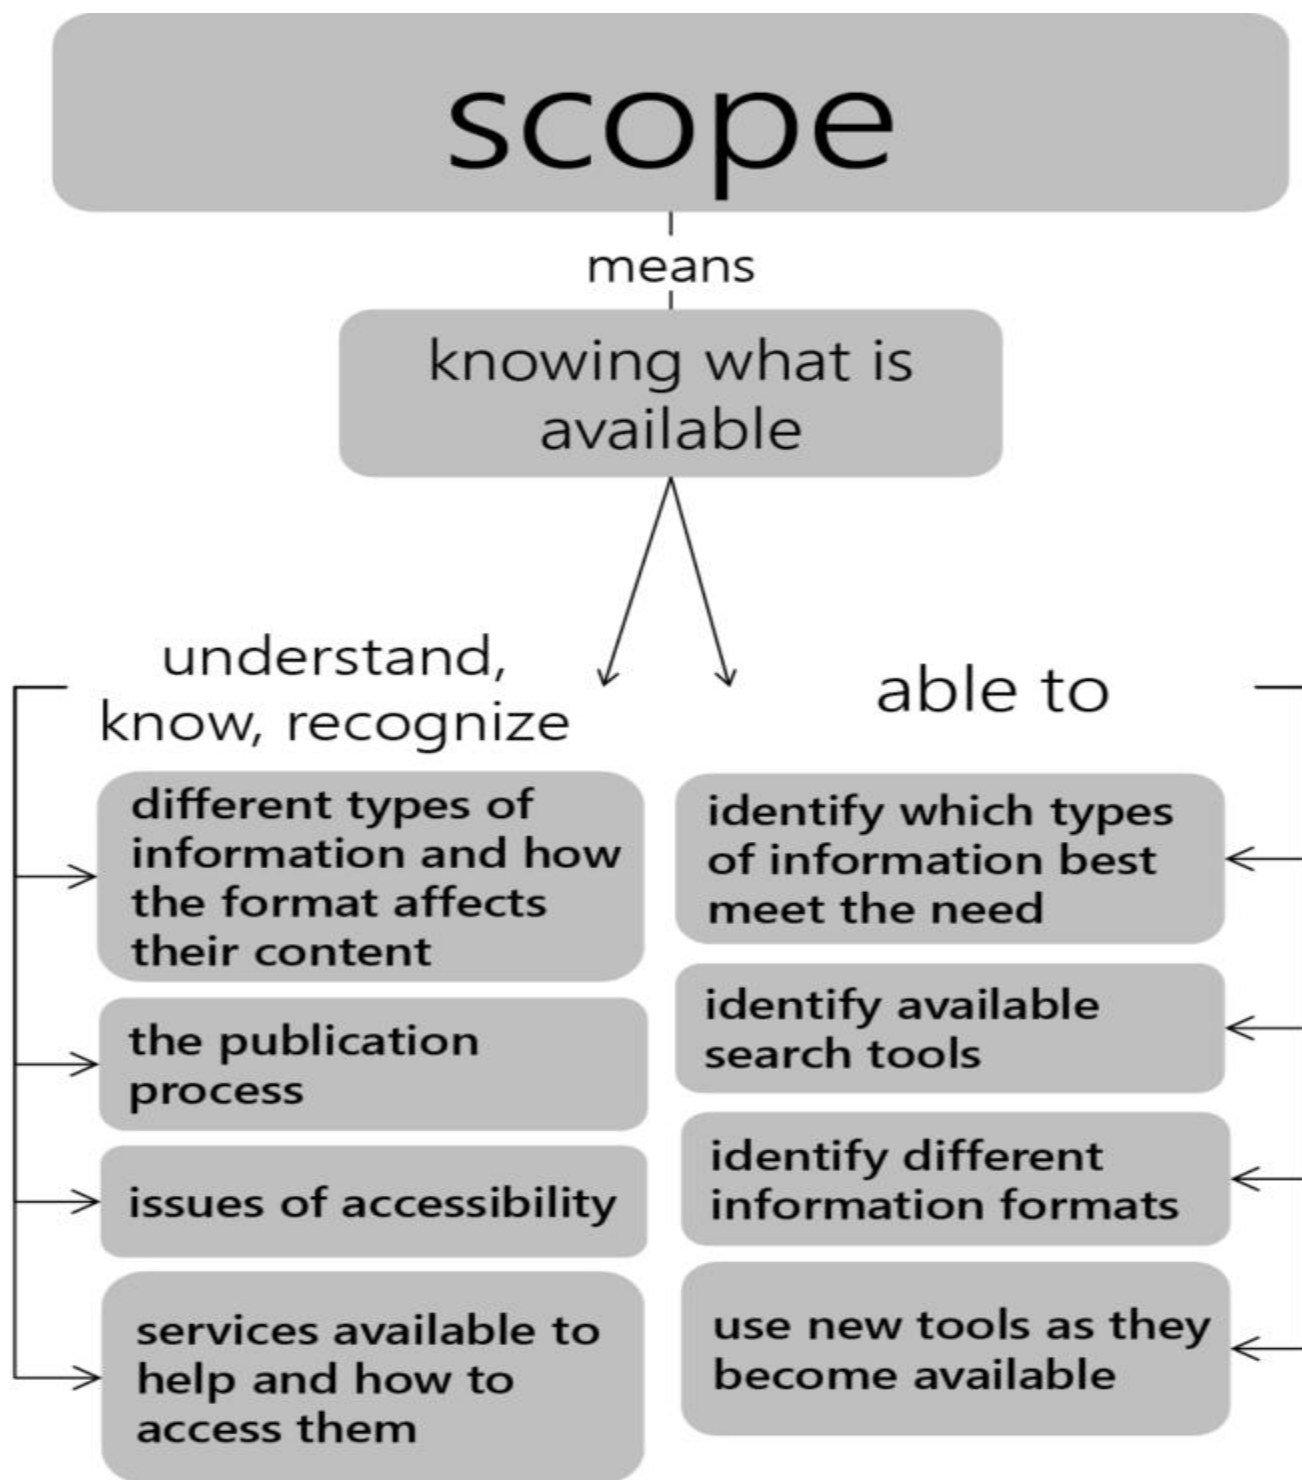 scope
means
knowing what is
available
understand,
know, recognize
different types of
information and how
the format affects
their content
the publication
process
issues of accessibility
services available to
help and how to
access them
able to
identify which types
of information best
meet the need
identify available
search tools
identify different
information formats
use new tools as they
become available